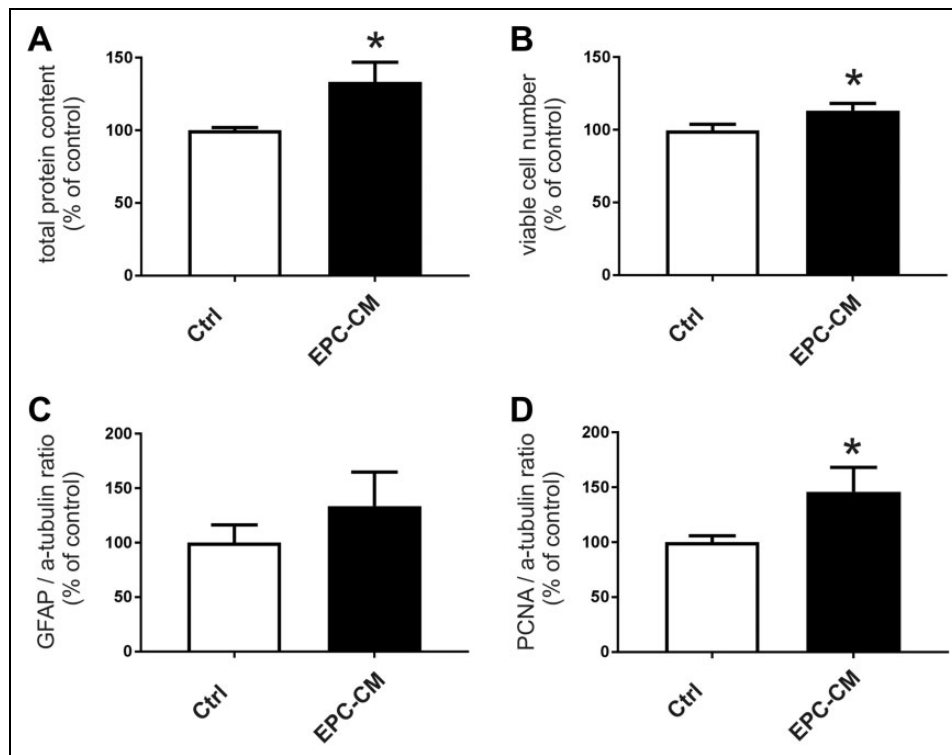 A
total protein content
(% of control)
150
100
50
0
*
Ctrl
EPC-CM
B
viable cell number
(% of control)
150
100
50
0
*
Ctrl
EPC-CM
C
GFAP / a-tubulin ratio
(% of control)
200
150
100
50
0
Ctrl
EPC-CM
D
PCNA / a-tubulin ratio
(% of control)
200
150
100
50
0
*
Ctrl
EPC-CM